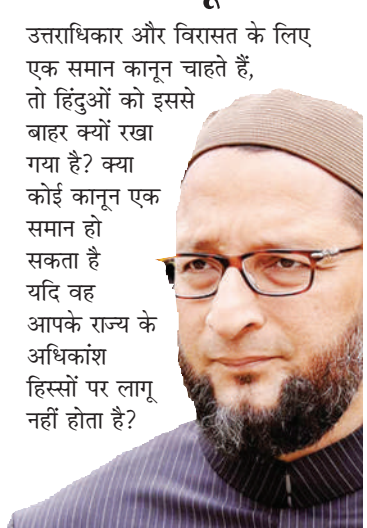 उत्तराधिकार और विरासत के लिए
एक समान कानून चाहते हैं,
तो हिंदुओं को इससे
बाहर क्यों रखा
गया है? क्या
कोई कानून एक
समान हो
सकता है
यदि वह
आपके राज्य के
अधिकांश
हिस्सों पर लागू
नहीं होता है?